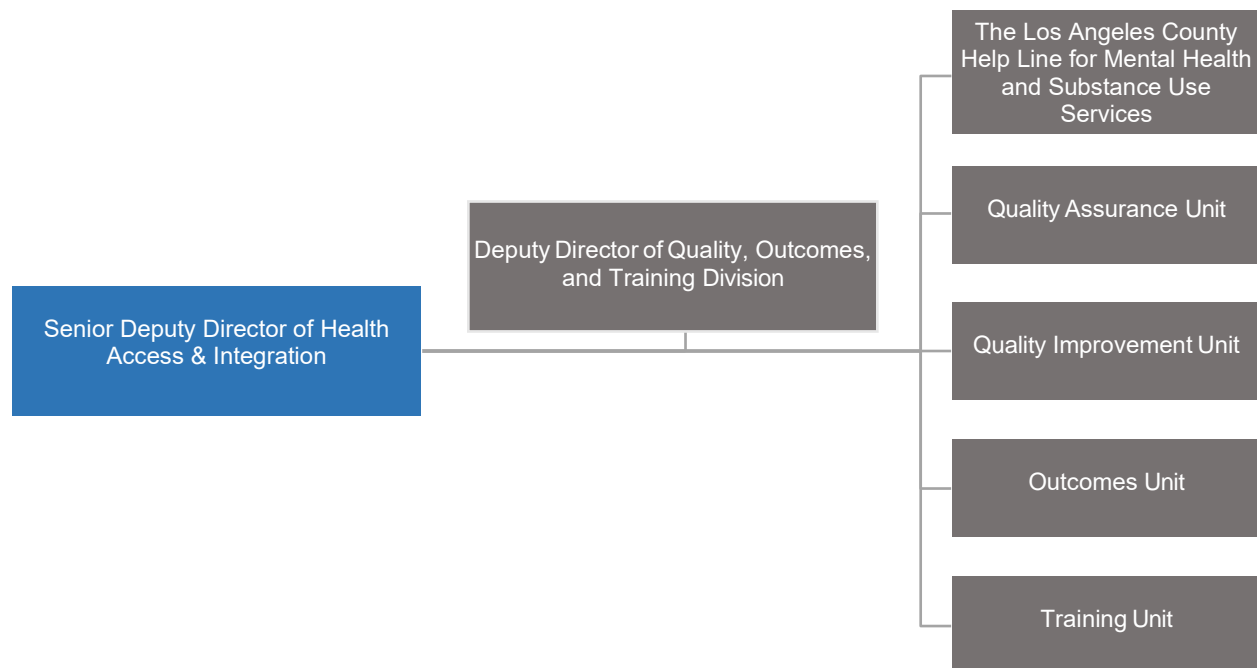 Senior Deputy Director of Health
Access & Integration
Deputy Director of Quality, Outcomes,
and Training Division
The Los Angeles County
Help Line for Mental Health
and Substance Use
Services
Quality Assurance Unit
Quality Improvement Unit
Outcomes Unit
Training Unit